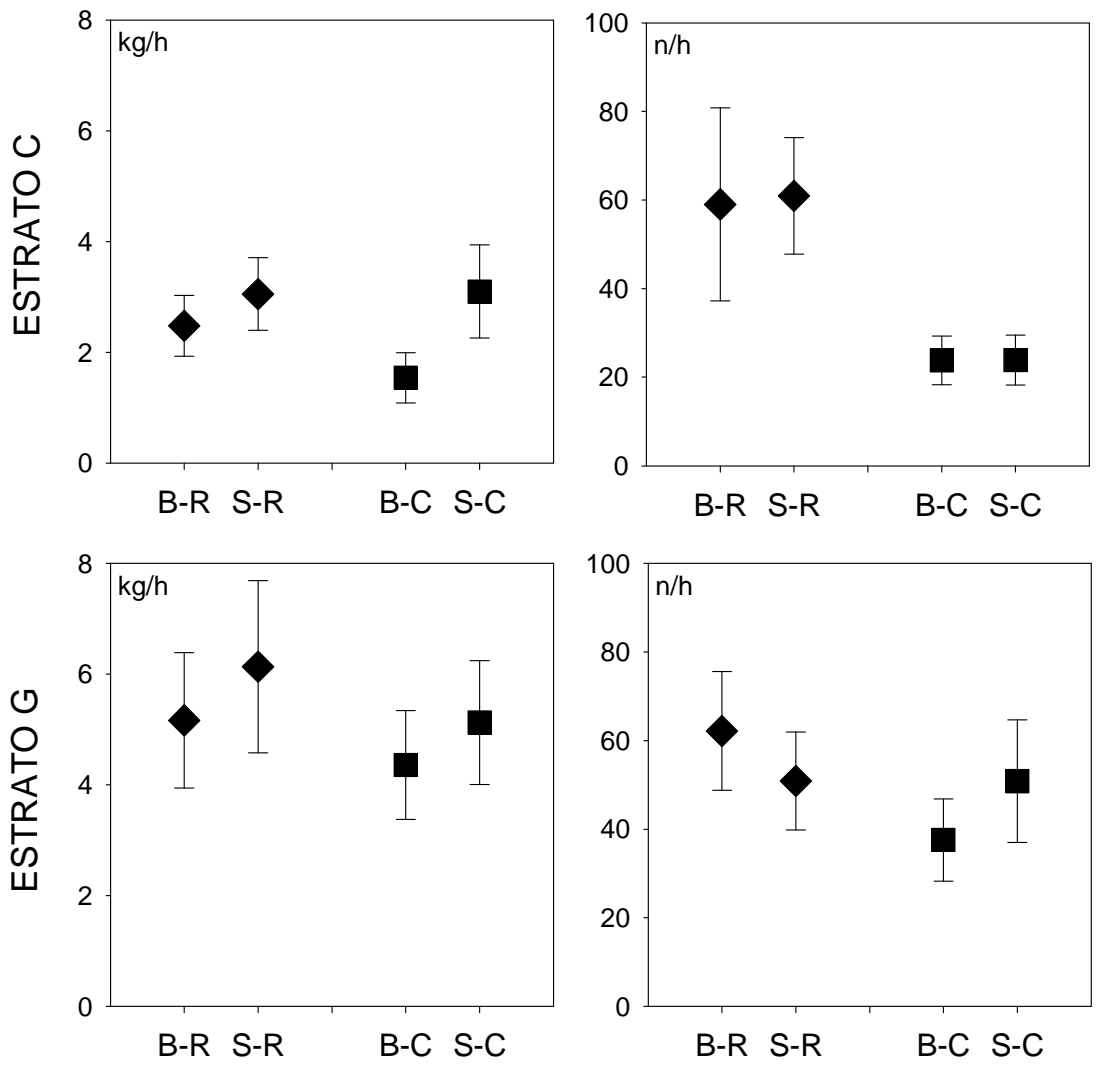 ESTRATO C
kg/h
8
6
4
2
0
B-R S-R B-C S-C
n/h
100
80
60
40
20
0
B-R S-R B-C S-C
ESTRATO G
kg/h
8
6
4
2
0
B-R S-R B-C S-C
n/h
100
80
60
40
20
0
B-R S-R B-C S-C